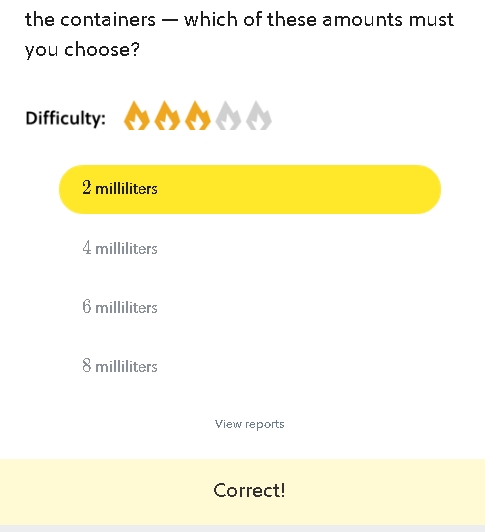 the containers — which of these amounts must
you choose?
Difficulty:
2 milliliters
4 milliliters
6 milliliters
8 milliliters
View reports
Correct!